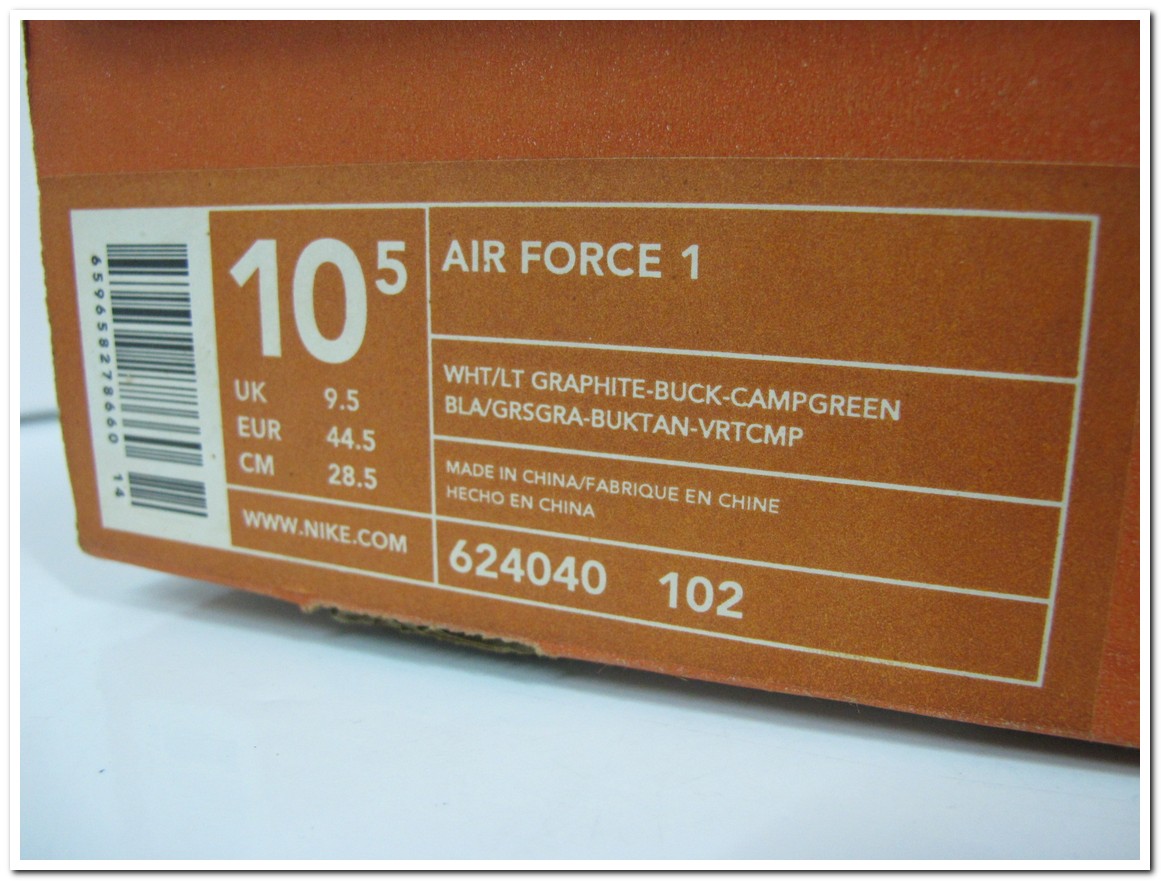 659658278660 14
10 5
UK 9.5
EUR 44.5
CM 28.5
WWW.NIKE.COM
AIR FORCE 1
WHT/LT GRAPHITE-BUCK-CAMPGREEN
BLA/GRSGRA-BUKTAN-VRTCMP
MADE IN CHINA/FABRIQUE EN CHINE
HECHO EN CHINA
624040 102